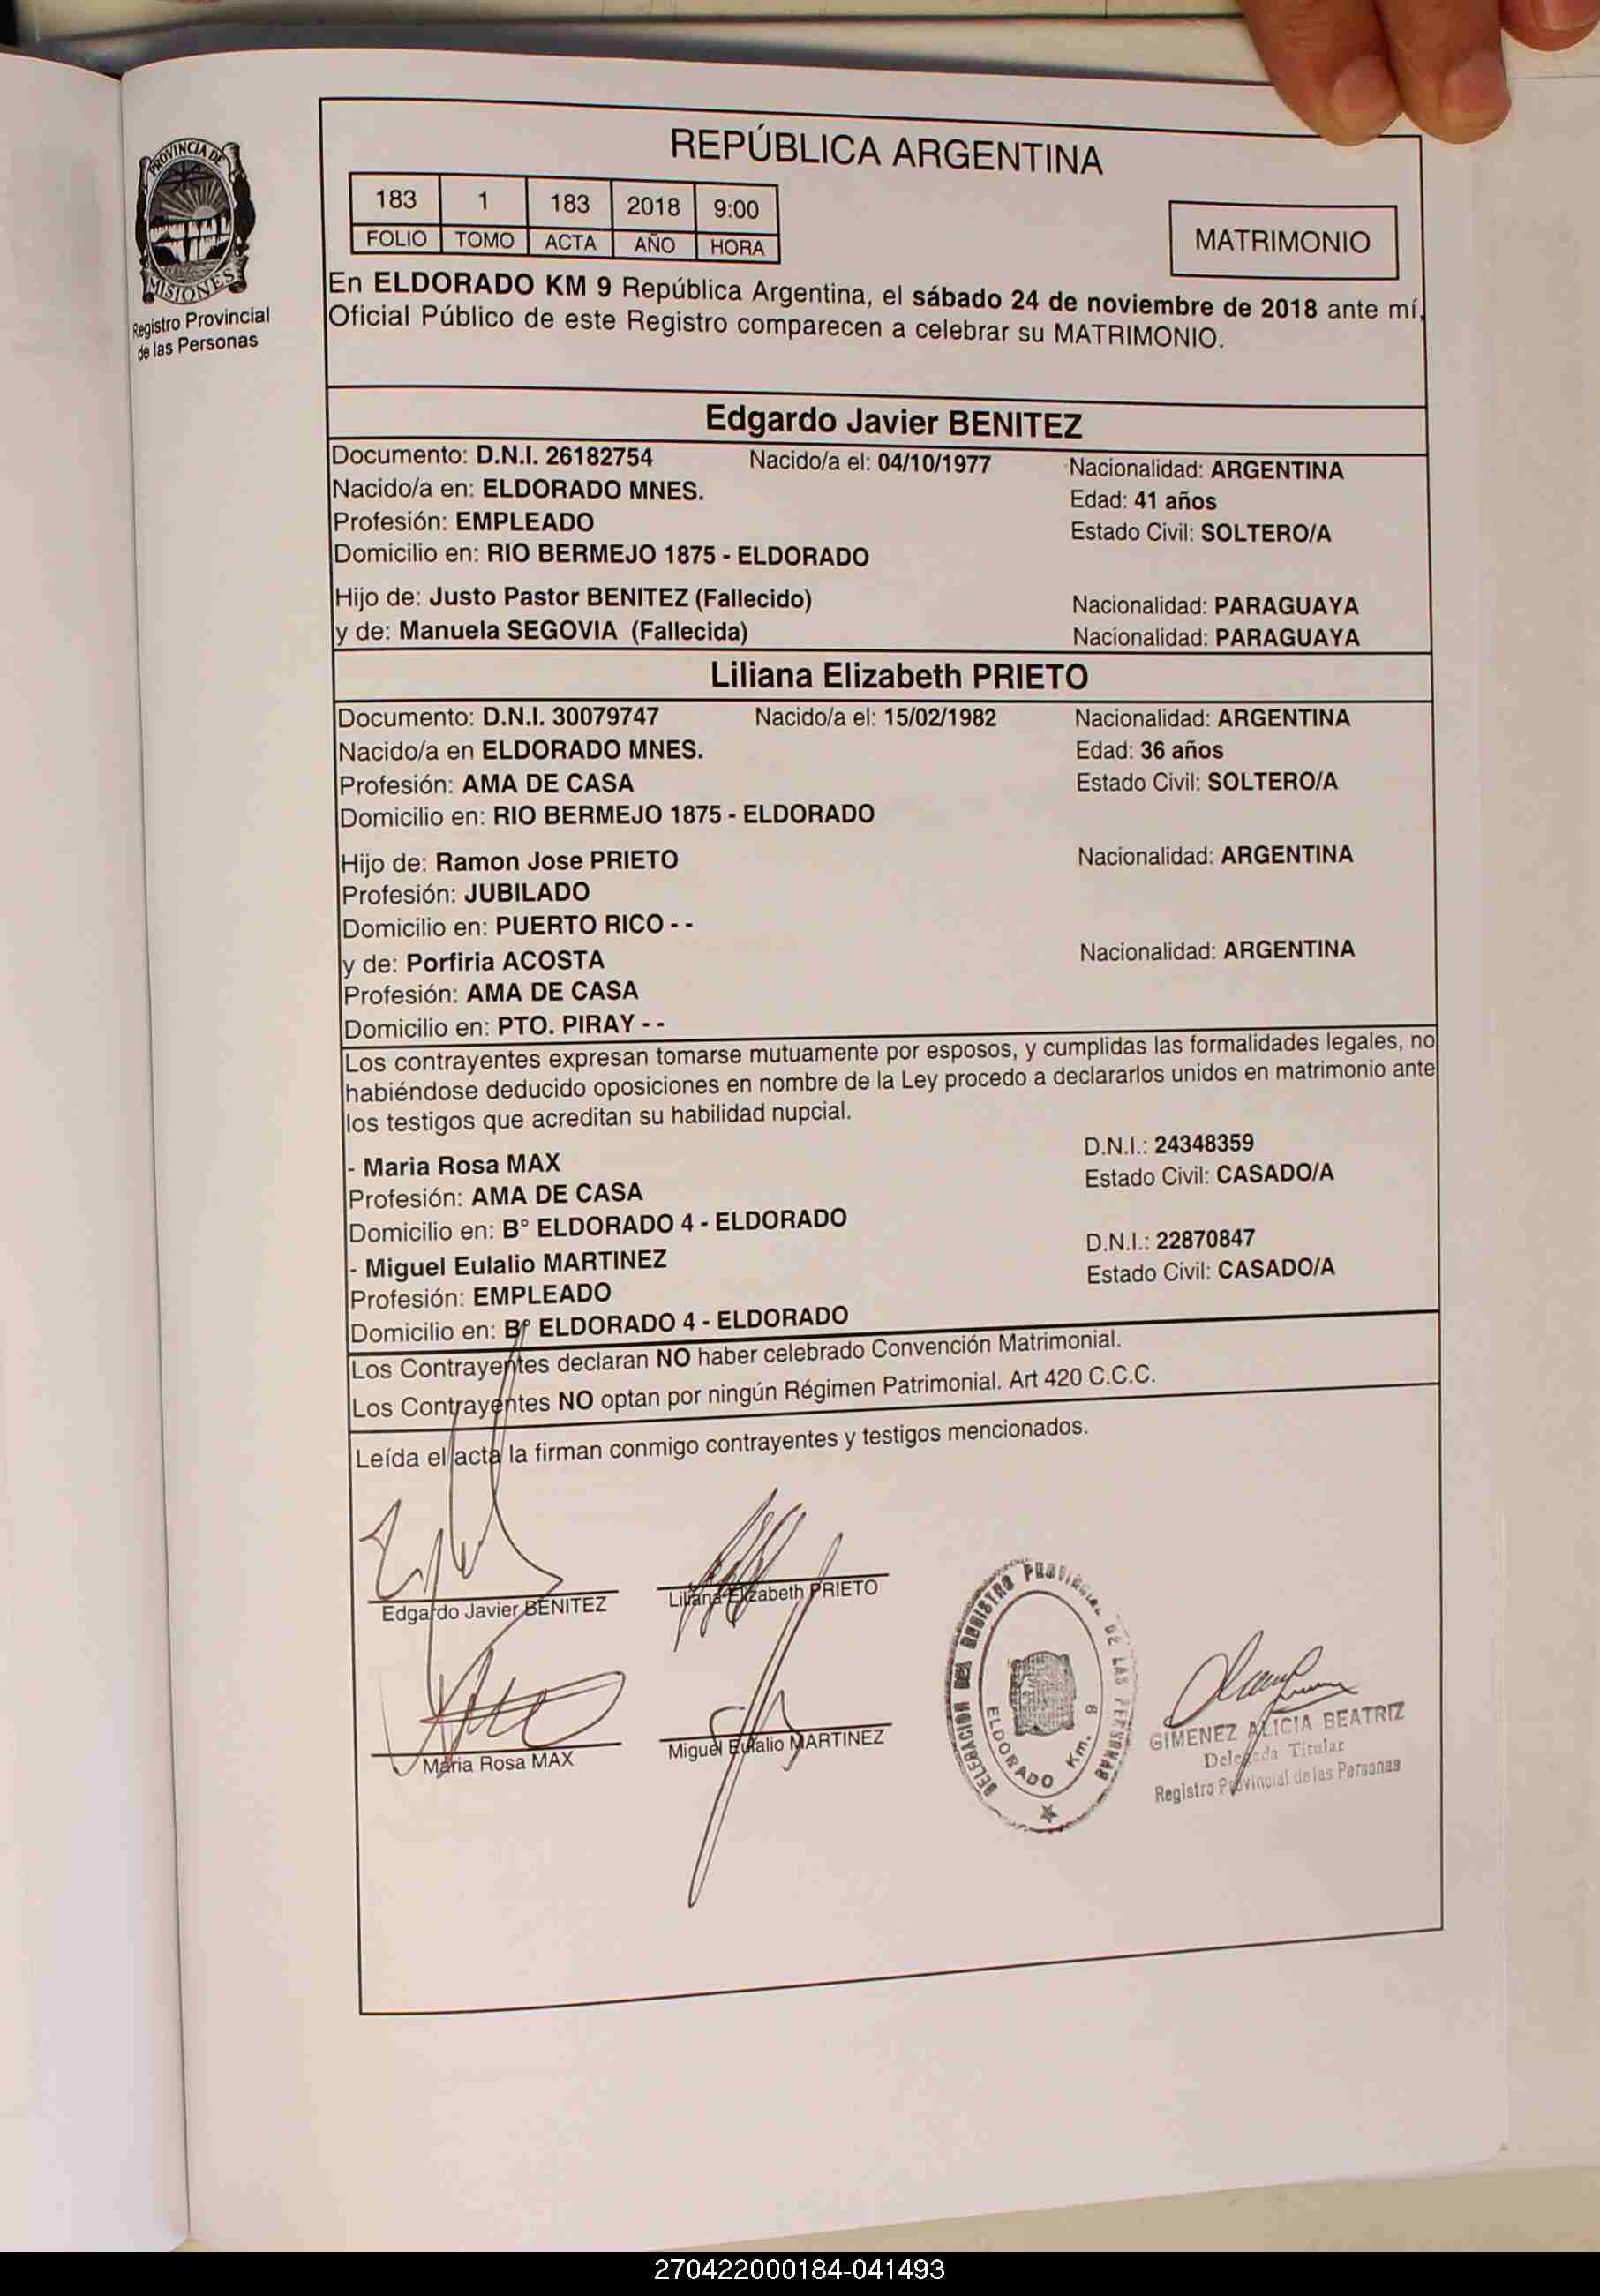 PROVINCIA DE
MISIONES
Registro Provincial
de las Personas
REPÚBLICA ARGENTINA
183 1 183 2018 9:00
FOLIO TOMO ACTA AÑO HORA
MATRIMONIO
En ELDORADO KM 9 República Argentina, el sábado 24 de noviembre de 2018 ante mí,
Oficial Público de este Registro comparecen a celebrar su MATRIMONIO.
Edgardo Javier BENITEZ
Documento: D.N.I. 26182754 Nacido/a el: 04/10/1977 Nacionalidad: ARGENTINA
Nacido/a en: ELDORADO MNES. Edad: 41 años
Profesión: EMPLEADO Estado Civil: SOLTERO/A
Domicilio en: RIO BERMEJO 1875 - ELDORADO
Hijo de: Justo Pastor BENITEZ (Fallecido) Nacionalidad: PARAGUAYA
y de: Manuela SEGOVIA (Fallecida) Nacionalidad: PARAGUAYA
Liliana Elizabeth PRIETO
Documento: D.N.I. 30079747 Nacido/a el: 15/02/1982 Nacionalidad: ARGENTINA
Nacido/a en ELDORADO MNES. Edad: 36 años
Profesión: AMA DE CASA Estado Civil: SOLTERO/A
Domicilio en: RIO BERMEJO 1875 - ELDORADO
Hijo de: Ramon Jose PRIETO Nacionalidad: ARGENTINA
Profesión: JUBILADO
Domicilio en: PUERTO RICO - -
y de: Porfiria ACOSTA Nacionalidad: ARGENTINA
Profesión: AMA DE CASA
Domicilio en: PTO. PIRAY - -
Los contrayentes expresan tomarse mutuamente por esposos, y cumplidas las formalidades legales, no
habiéndose deducido oposiciones en nombre de la Ley procedo a declararlos unidos en matrimonio ante
los testigos que acreditan su habilidad nupcial.
- Maria Rosa MAX D.N.I.: 24348359
Profesión: AMA DE CASA Estado Civil: CASADO/A
Domicilio en: B° ELDORADO 4 - ELDORADO
- Miguel Eulalio MARTINEZ D.N.I.: 22870847
Profesión: EMPLEADO Estado Civil: CASADO/A
Domicilio en: B° ELDORADO 4 - ELDORADO
Los Contrayentes declaran NO haber celebrado Convención Matrimonial.
Los Contrayentes NO optan por ningún Régimen Patrimonial. Art 420 C.C.C.
Leída el acta la firman conmigo contrayentes y testigos mencionados.
Edgardo Javier BENITEZ Liliana Elizabeth PRIETO
Maria Rosa MAX Miguel Eulalio MARTINEZ
DELEGACION DEL REGISTRO PROVINCIAL DE LAS PERSONAS
ELDORADO Km. 9
GIMENEZ ALICIA BEATRIZ
Delegada Titular
Registro Provincial de las Personas
270422000184-041493